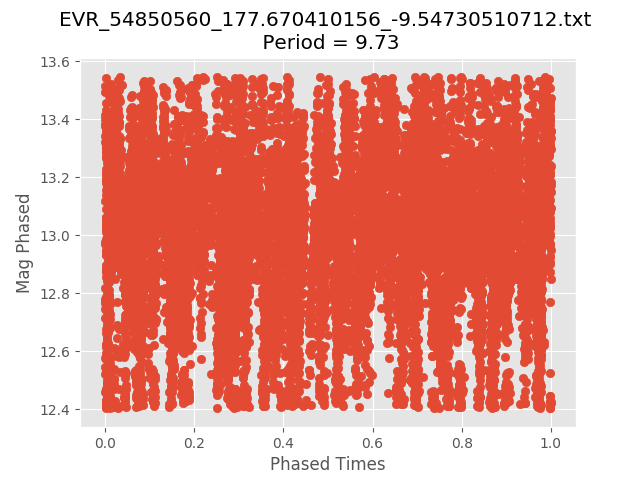 EVR_54850560_177.670410156_-9.54730510712.txt
Period = 9.73
13.6
13.4
13.2
13.0
12.8
12.6
12.4
Mag Phased
0.0 0.2 0.4 0.6 0.8 1.0
Phased Times